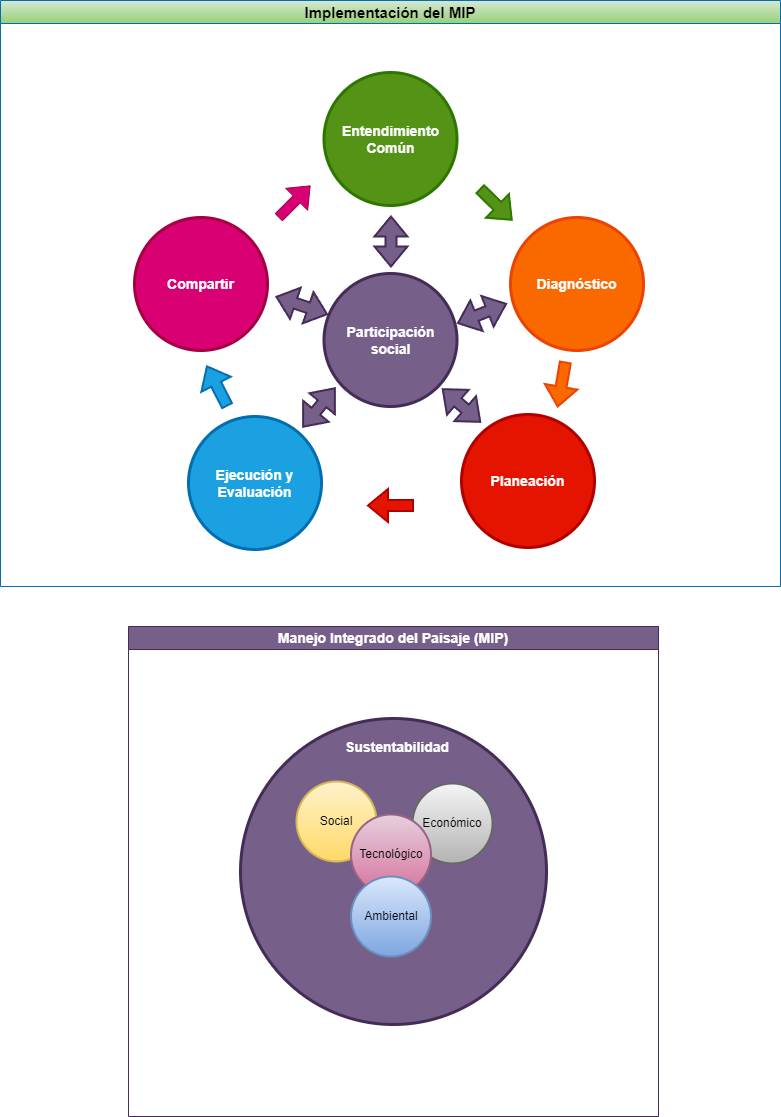 Implementación del MIP
Entendimiento
Común
Compartir
Diagnóstico
Participación
social
Ejecución y
Evaluación
Planeación
Manejo Integrado del Paisaje (MIP)
Sustentabilidad
Social
Económico
Tecnológico
Ambiental